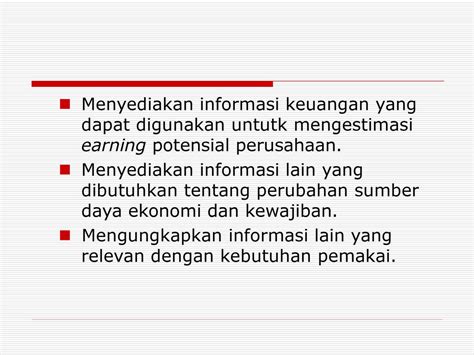 Menyediakan informasi keuangan yang
dapat digunakan untutk mengestimasi
earning potensial perusahaan.
Menyediakan informasi lain yang
dibutuhkan tentang perubahan sumber
daya ekonomi dan kewajiban.
Mengungkapkan informasi lain yang
relevan dengan kebutuhan pemakai.